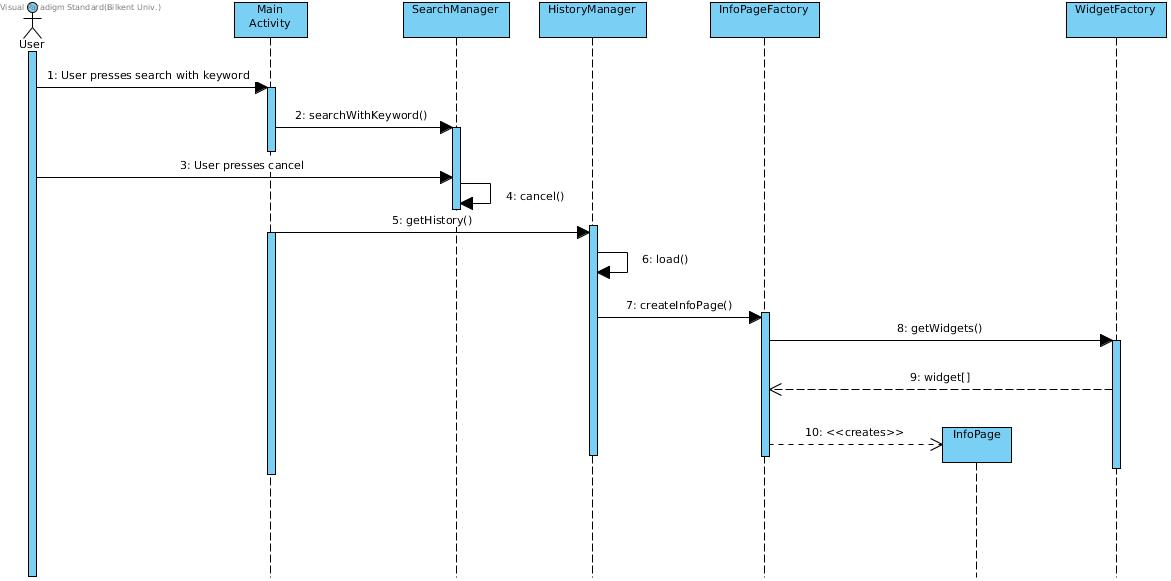 Visual Paradigm Standard(Bilkent Univ.)
User
Main
Activity
SearchManager
HistoryManager
InfoPageFactory
WidgetFactory
1: User presses search with keyword
2: searchWithKeyword()
3: User presses cancel
4: cancel()
5: getHistory()
6: load()
7: createInfoPage()
8: getWidgets()
9: widget[]
10: <<creates>>
InfoPage